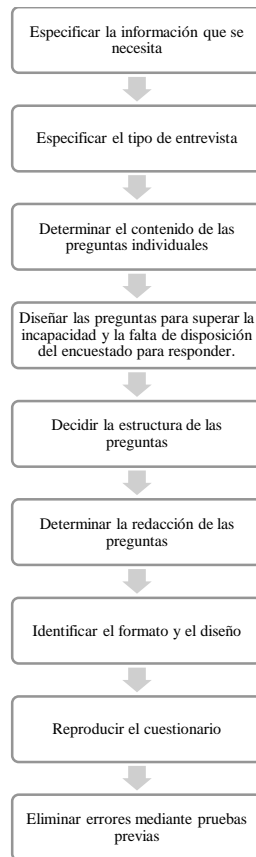 Especificar la información que se
necesita
Especificar el tipo de entrevista
Determinar el contenido de las
preguntas individuales
Diseñar las preguntas para superar la
incapacidad y la falta de disposición
del encuestado para responder.
Decidir la estructura de las
preguntas
Determinar la redacción de las
preguntas
Identificar el formato y el diseño
Reproducir el cuestionario
Eliminar errores mediante pruebas
previas